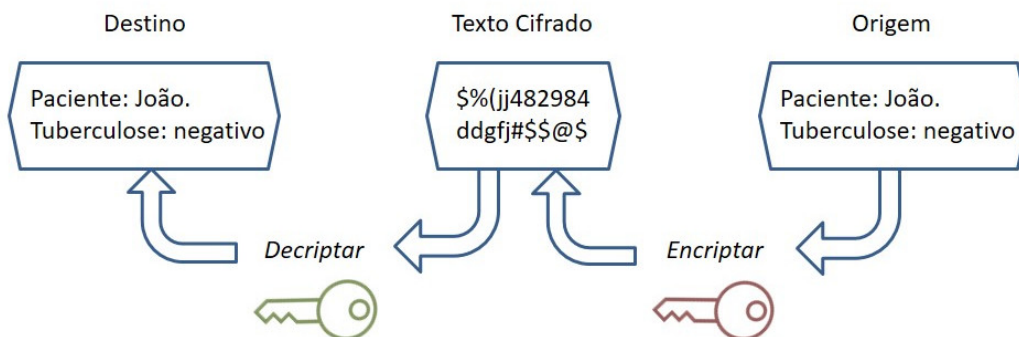 Destino
Texto Cifrado
Origem
Paciente: João.
Tuberculose: negativo
$%(jj482984
ddgfj#$$@$
Paciente: João.
Tuberculose: negativo
Decriptar
Encriptar